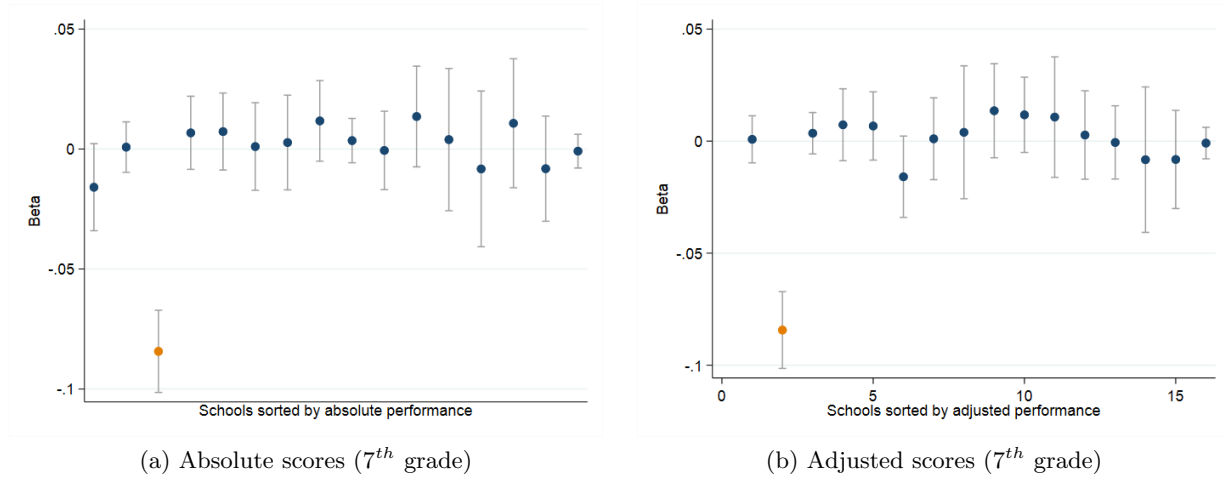 .05
0
-.05
-.1
Beta
Schools sorted by absolute performance
(a) Absolute scores (7th grade)
.05
0
-.05
-.1
Beta
0 5 10 15
Schools sorted by adjusted performance
(b) Adjusted scores (7th grade)